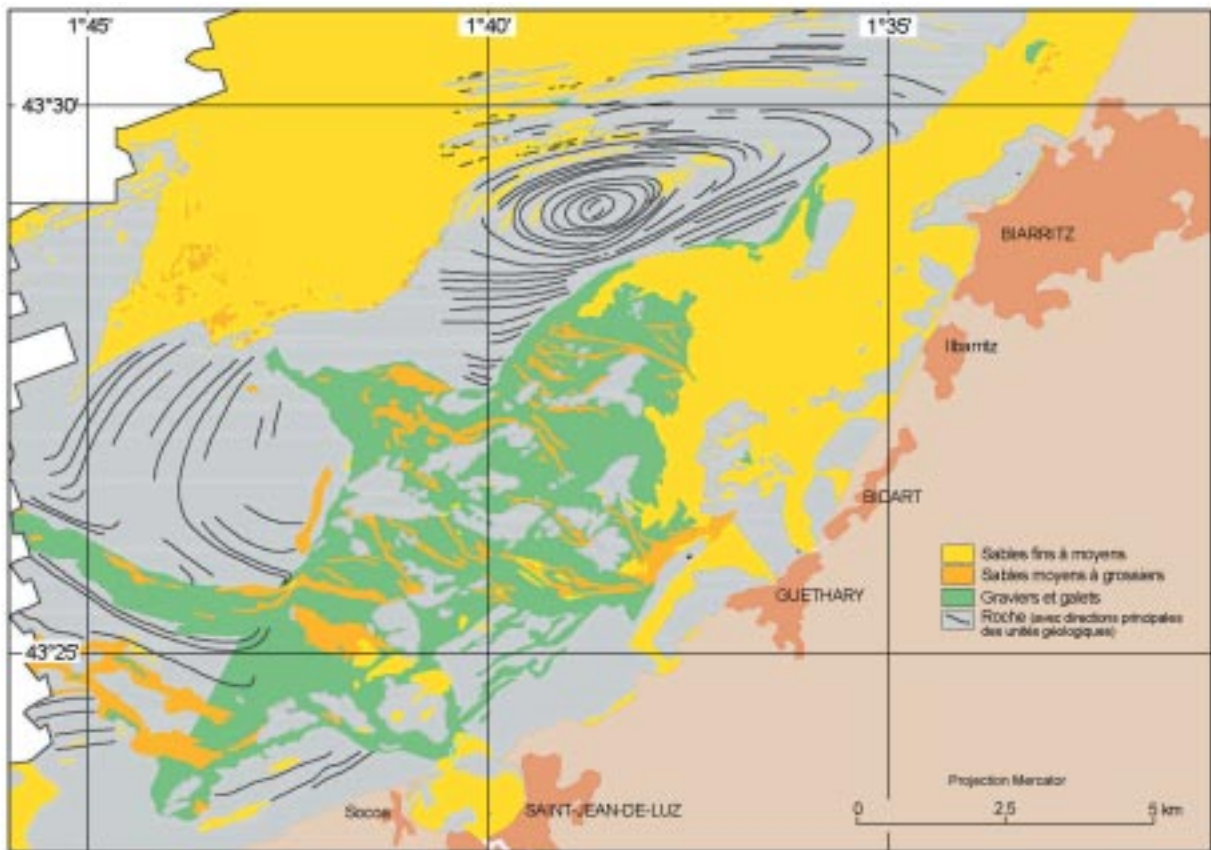 1°45'
1°40'
1°35'
43°30'
BIARRITZ
Ilbarritz
BIDART
Sables fins à moyens
Sables moyens à grossiers
Graviers et galets
Roche (avec directions principales
des unités géologiques)
GUETHARY
43°25'
Projection Mercator
0 2,5 5 km
Socoa
SAINT-JEAN-DE-LUZ